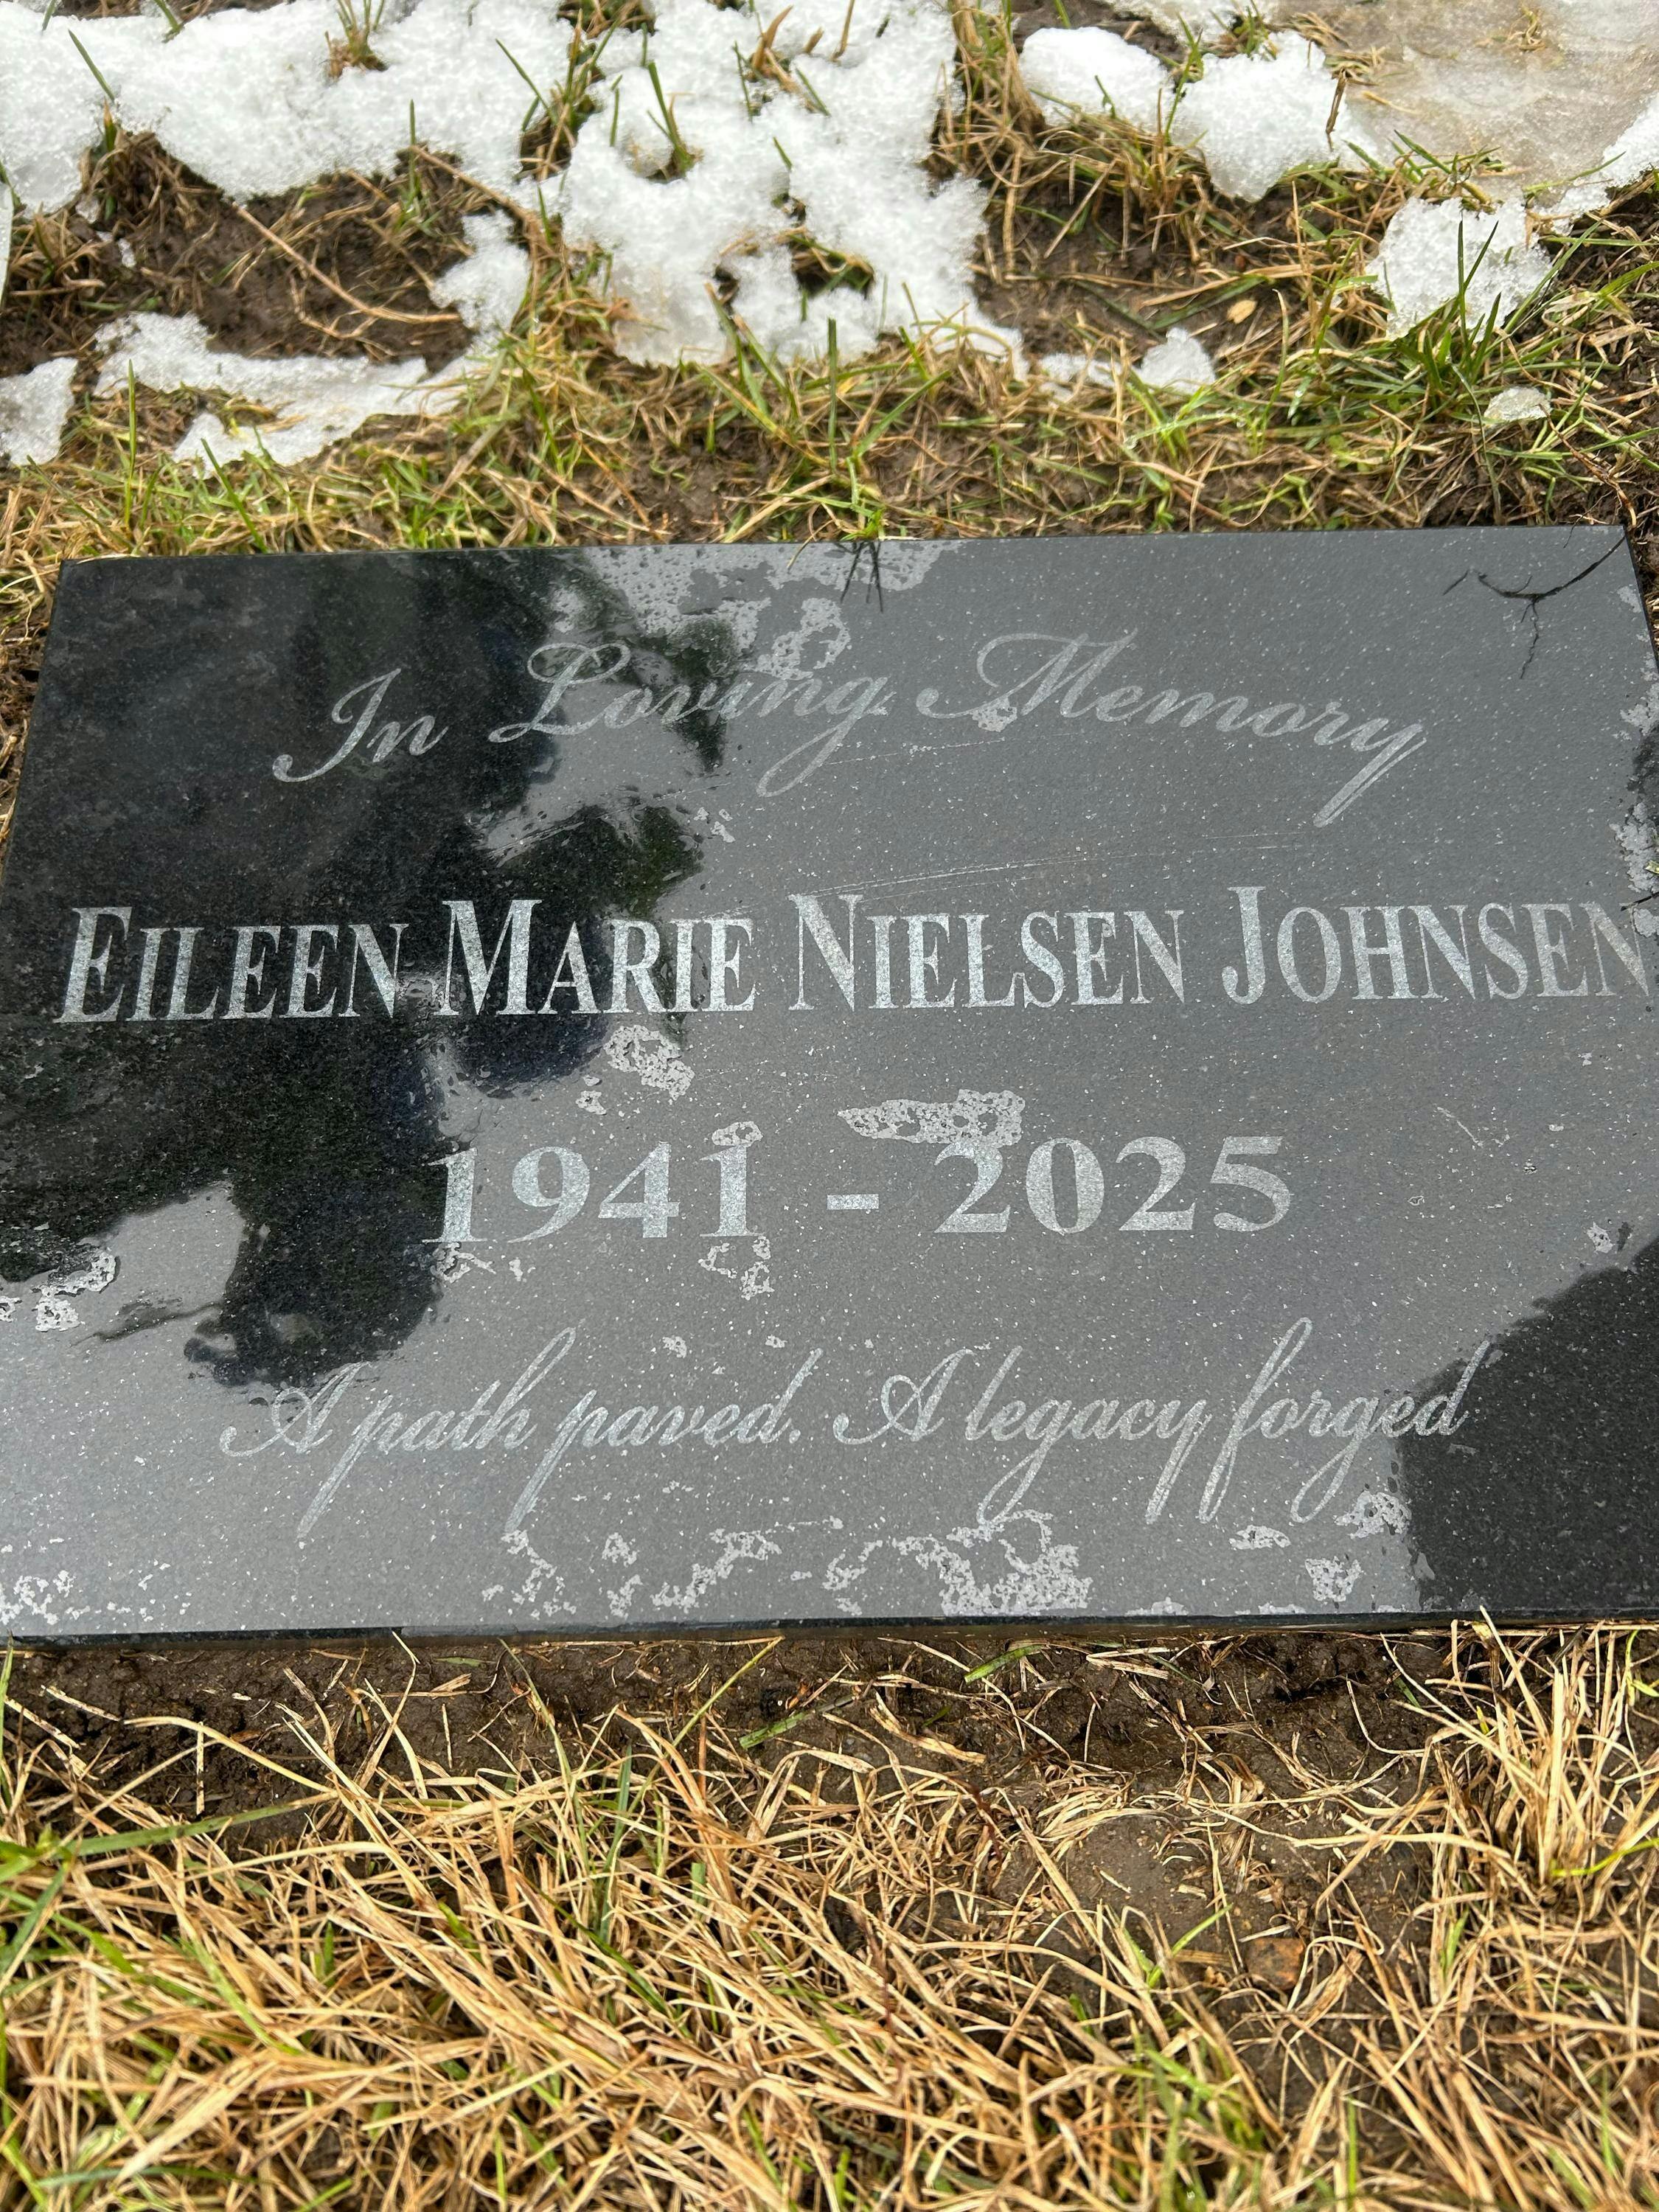 In Loving Memory
EILEEN MARIE NIELSEN JOHNSEN
1941 - 2025
A path paved. A legacy forged